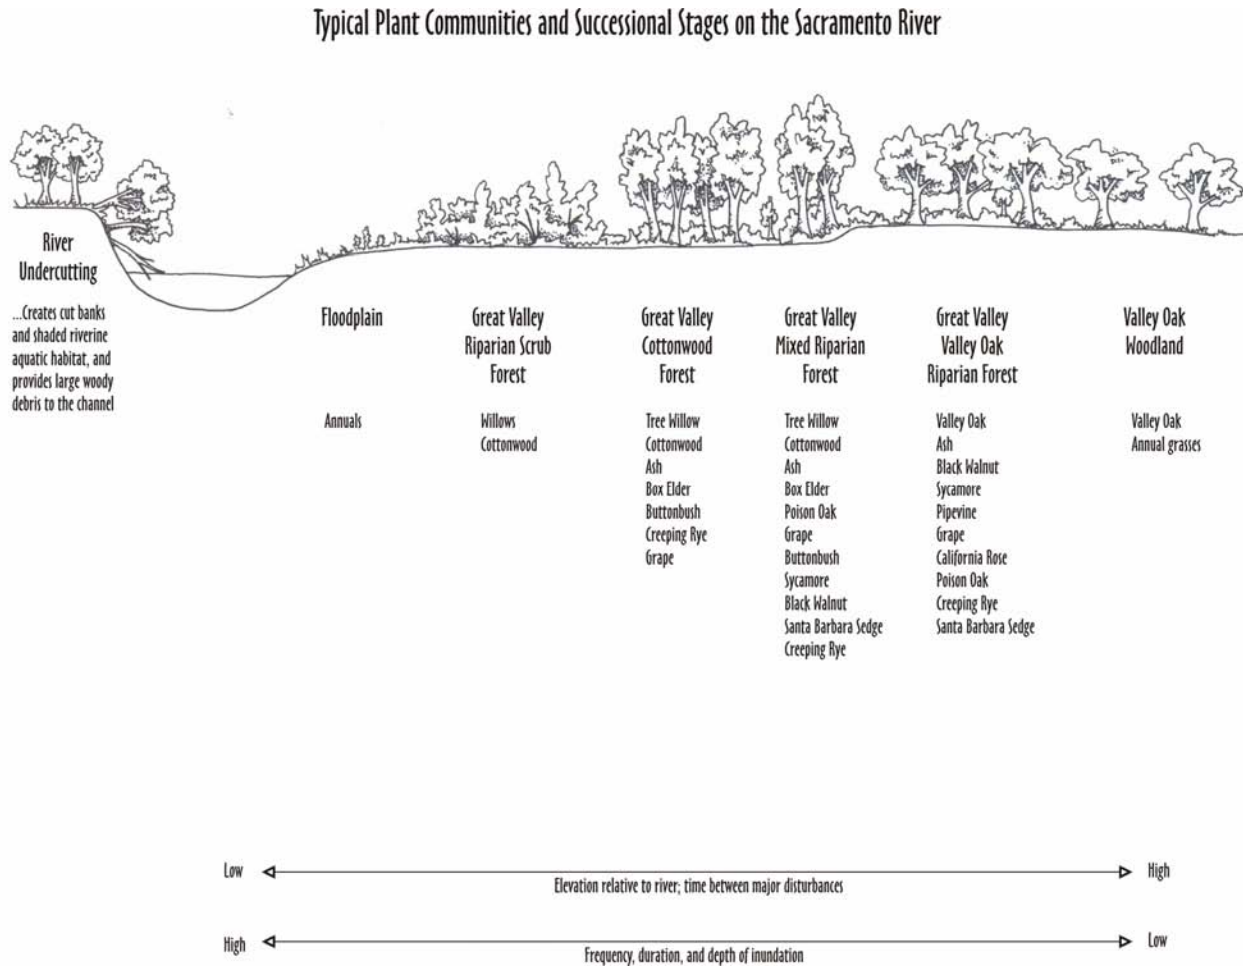 Typical Plant Communities and Successional Stages on the Sacramento River
River
Undercutting
...Creates cut banks
and shaded riverine
aquatic habitat, and
provides large woody
debris to the channel
Floodplain
Annuals
Great Valley
Riparian Scrub
Forest
Willows
Cottonwood
Great Valley
Cottonwood
Forest
Tree Willow
Cottonwood
Ash
Box Elder
Buttonbush
Creeping Rye
Grape
Great Valley
Mixed Riparian
Forest
Tree Willow
Cottonwood
Ash
Box Elder
Poison Oak
Grape
Buttonbush
Sycamore
Black Walnut
Santa Barbara Sedge
Creeping Rye
Great Valley
Valley Oak
Riparian Forest
Valley Oak
Ash
Black Walnut
Sycamore
Pipevine
Grape
California Rose
Poison Oak
Creeping Rye
Santa Barbara Sedge
Valley Oak
Woodland
Valley Oak
Annual grasses
Low
Elevation relative to river; time between major disturbances
High
High
Frequency, duration, and depth of inundation
Low